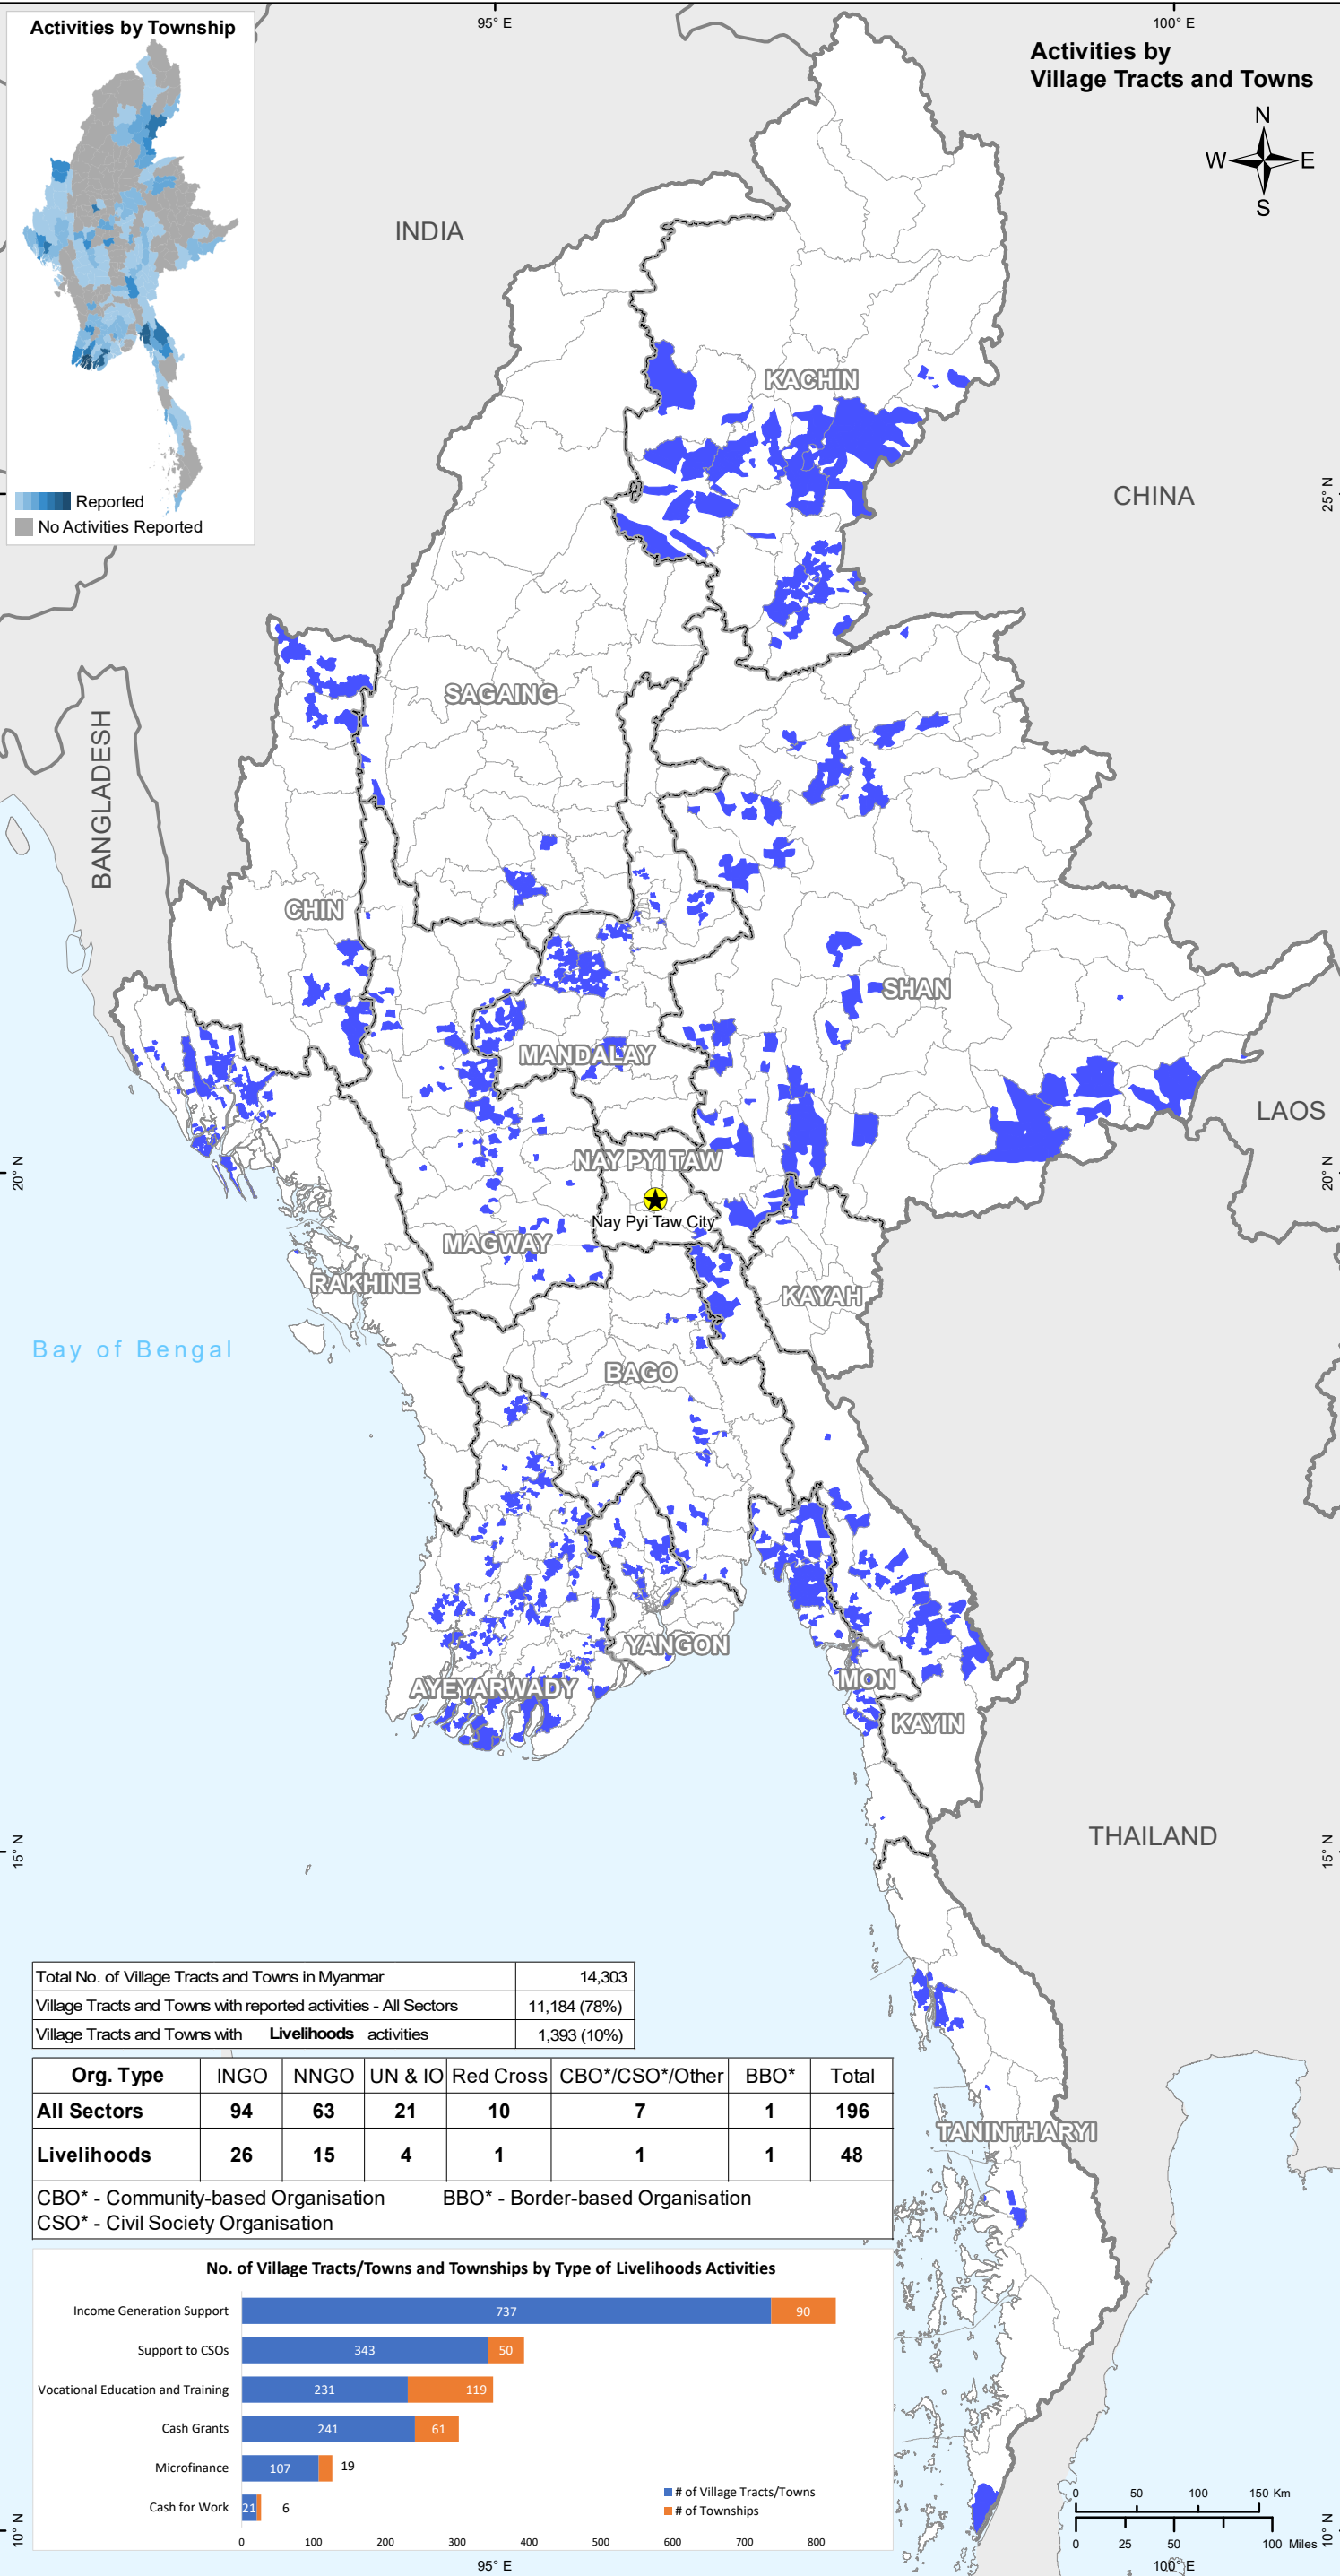 Activities by Township
Reported
No Activities Reported
95° E
100° E
Activities by
Village Tracts and Towns
N
W
E
S
INDIA
KACHIN
CHINA
25° N
BANGLADESH
SAGAING
CHIN
SHAN
MANDALAY
LAOS
20° N
20° N
NAY PYI TAW
Nay Pyi Taw City
MAGWAY
RAKHINE
KAYAH
Bay of Bengal
BAGO
YANGON
AYEYARWADY
MON
KAYIN
THAILAND
15° N
15° N
TANINTHARYI
Total No. of Village Tracts and Towns in Myanmar 14,303
Village Tracts and Towns with reported activities - All Sectors 11,184 (78%)
Village Tracts and Towns with Livelihoods activities 1,393 (10%)
Org. Type INGO NNGO UN & IO Red Cross CBO*/CSO*/Other BBO* Total
All Sectors 94 63 21 10 7 1 196
Livelihoods 26 15 4 1 1 1 48
CBO* - Community-based Organisation BBO* - Border-based Organisation
CSO* - Civil Society Organisation
No. of Village Tracts/Towns and Townships by Type of Livelihoods Activities
Income Generation Support 737 90
Support to CSOs 343 50
Vocational Education and Training 231 119
Cash Grants 241 61
Microfinance 107 19
Cash for Work 21 6
# of Village Tracts/Towns
# of Townships
0 100 200 300 400 500 600 700 800
0 50 100 150 Km
0 25 50 100 Miles
10° N
10° N
95° E
100° E